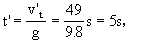 t' = v'_t / g = 49 / 9.8 s = 5s,